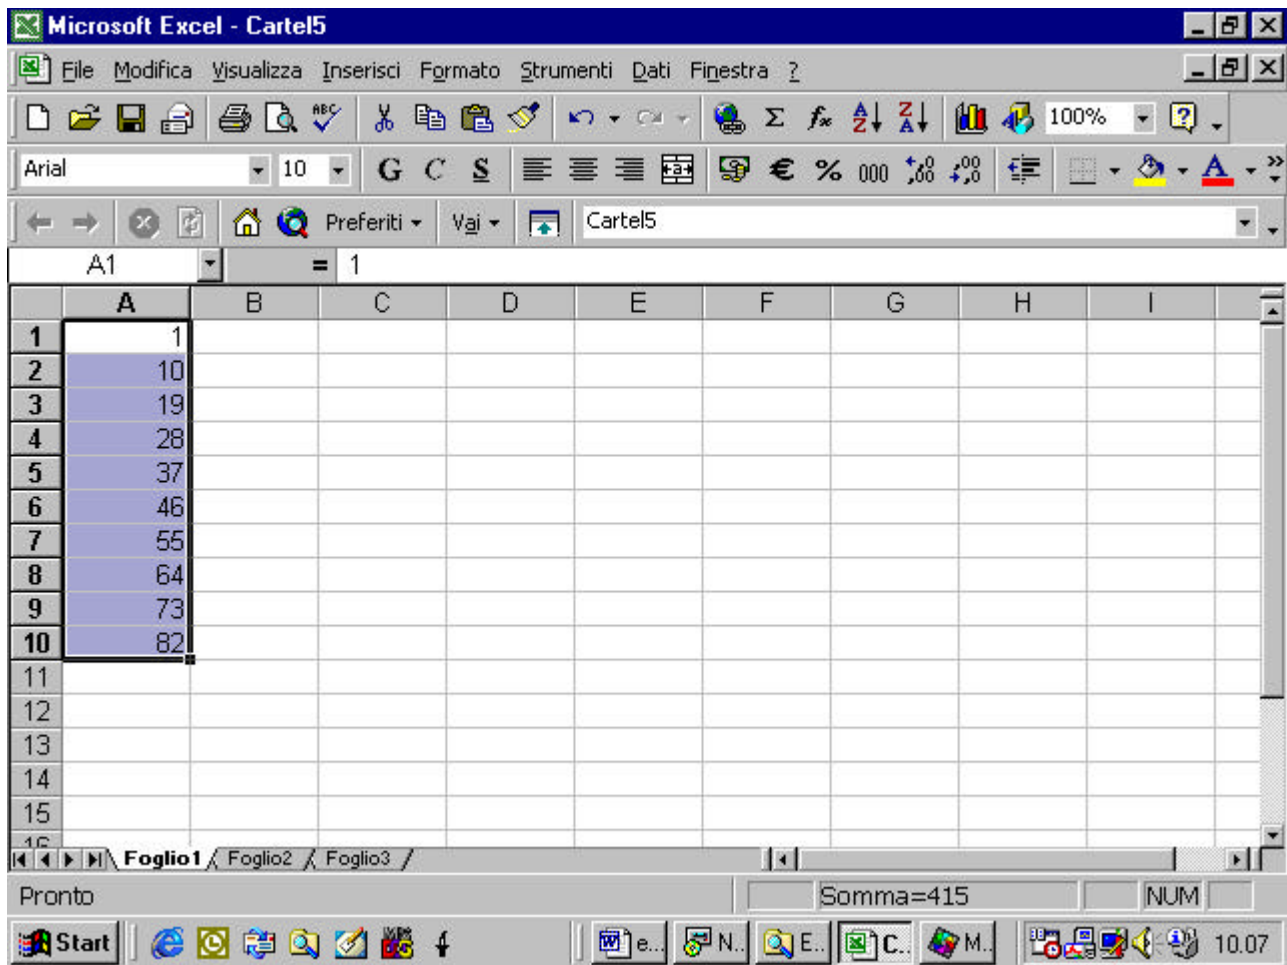 Microsoft Excel - Cartel5
File Modifica Visualizza Inserisci Formato Strumenti Dati Finestra ?
100%
Arial 10 G C S € % 000
Preferiti Vai Cartel5
A1 = 1
A B C D E F G H I
1 1
2 10
3 19
4 28
5 37
6 46
7 55
8 64
9 73
10 82
11
12
13
14
15
16
Foglio1 Foglio2 Foglio3
Pronto Somma=415 NUM
Start e.. N.. E.. C.. M.. 10.07